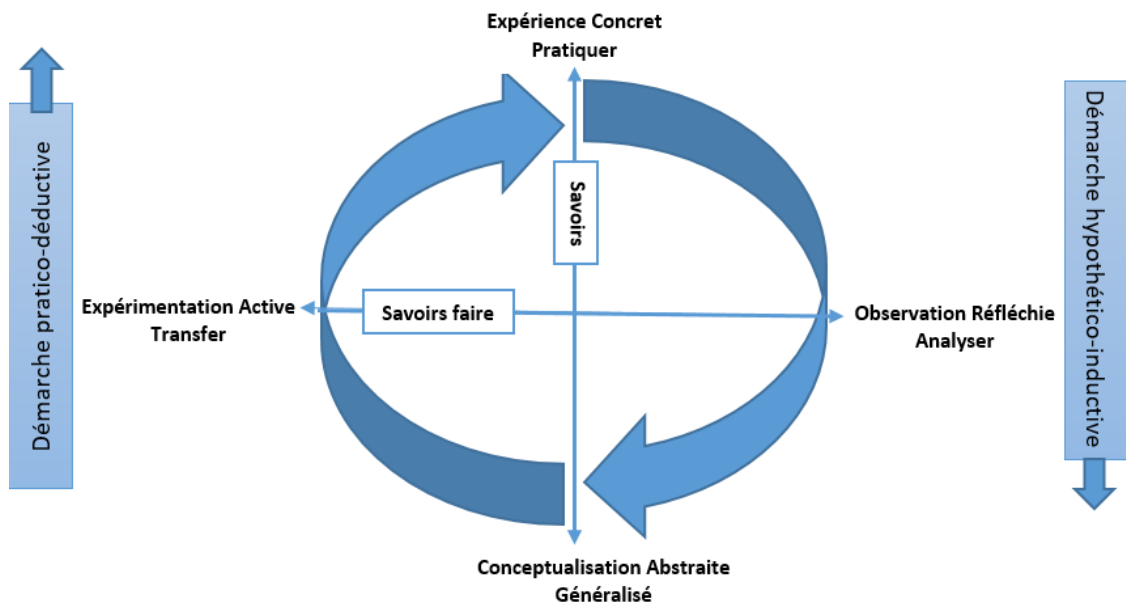 Expérience Concret
Pratiquer
Démarche pratico-déductive
Démarche hypothético-inductive
Savoirs
Expérimentation Active
Transfer
Savoirs faire
Observation Réfléchie
Analyser
Conceptualisation Abstraite
Généralisé